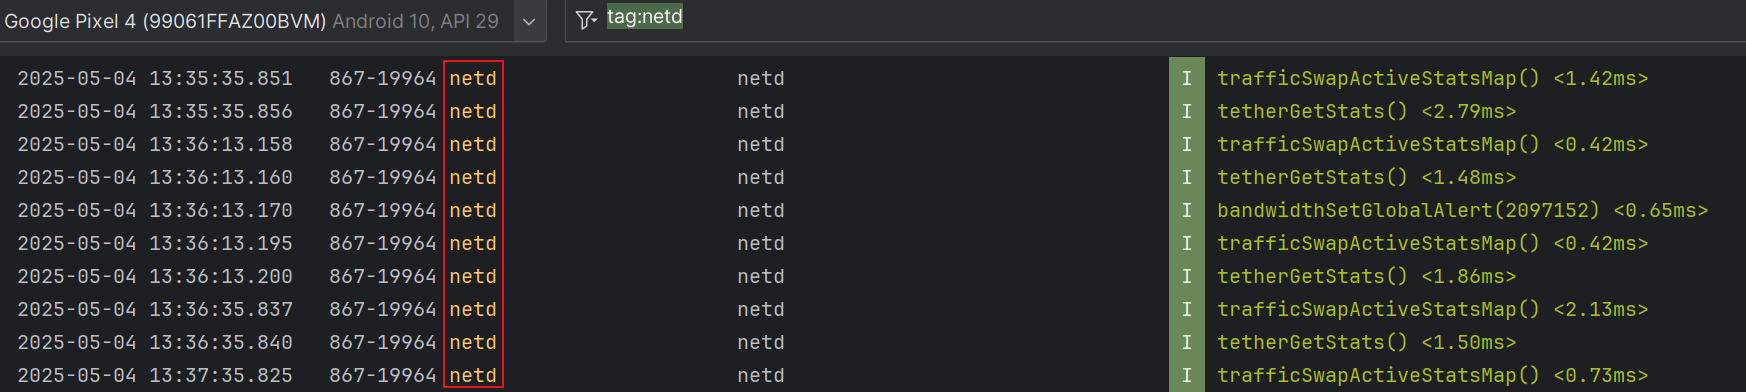 Google Pixel 4 (99061FFAZ00BVM) Android 10, API 29 tag:netd
2025-05-04 13:35:35.851 867-19964 netd netd I trafficSwapActiveStatsMap() <1.42ms>
2025-05-04 13:35:35.856 867-19964 netd netd I tetherGetStats() <2.79ms>
2025-05-04 13:36:13.158 867-19964 netd netd I trafficSwapActiveStatsMap() <0.42ms>
2025-05-04 13:36:13.160 867-19964 netd netd I tetherGetStats() <1.48ms>
2025-05-04 13:36:13.170 867-19964 netd netd I bandwidthSetGlobalAlert(2097152) <0.65ms>
2025-05-04 13:36:13.195 867-19964 netd netd I trafficSwapActiveStatsMap() <0.42ms>
2025-05-04 13:36:13.200 867-19964 netd netd I tetherGetStats() <1.86ms>
2025-05-04 13:36:35.837 867-19964 netd netd I trafficSwapActiveStatsMap() <2.13ms>
2025-05-04 13:36:35.840 867-19964 netd netd I tetherGetStats() <1.50ms>
2025-05-04 13:37:35.825 867-19964 netd netd I trafficSwapActiveStatsMap() <0.73ms>